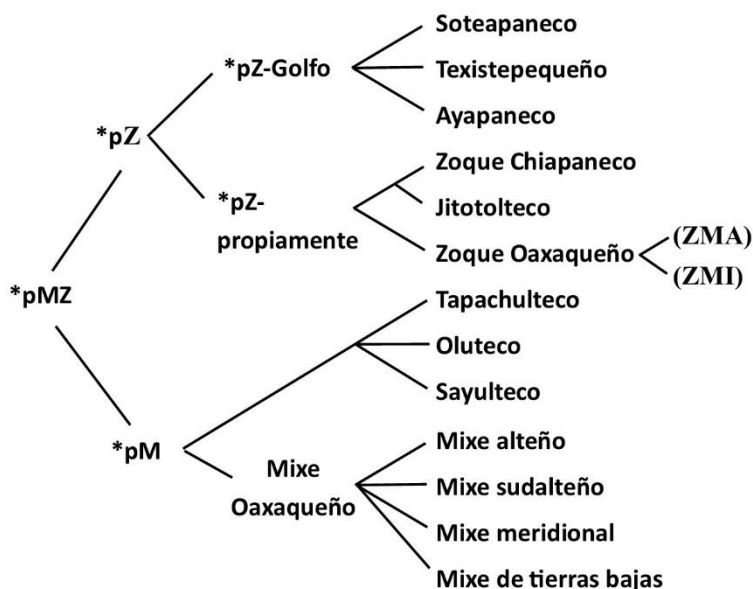 Soteapaneco
*pZ-Golfo
Texistepequeño
Ayapaneco
*pZ
Zoque Chiapaneco
*pZ-
propiamente
Jitotolteco
Zoque Oaxaqueño
(ZMA)
(ZMI)
*pMZ
Tapachulteco
Oluteco
Sayulteco
*pM
Mixe
Oaxaqueño
Mixe alteño
Mixe sudalteño
Mixe meridional
Mixe de tierras bajas